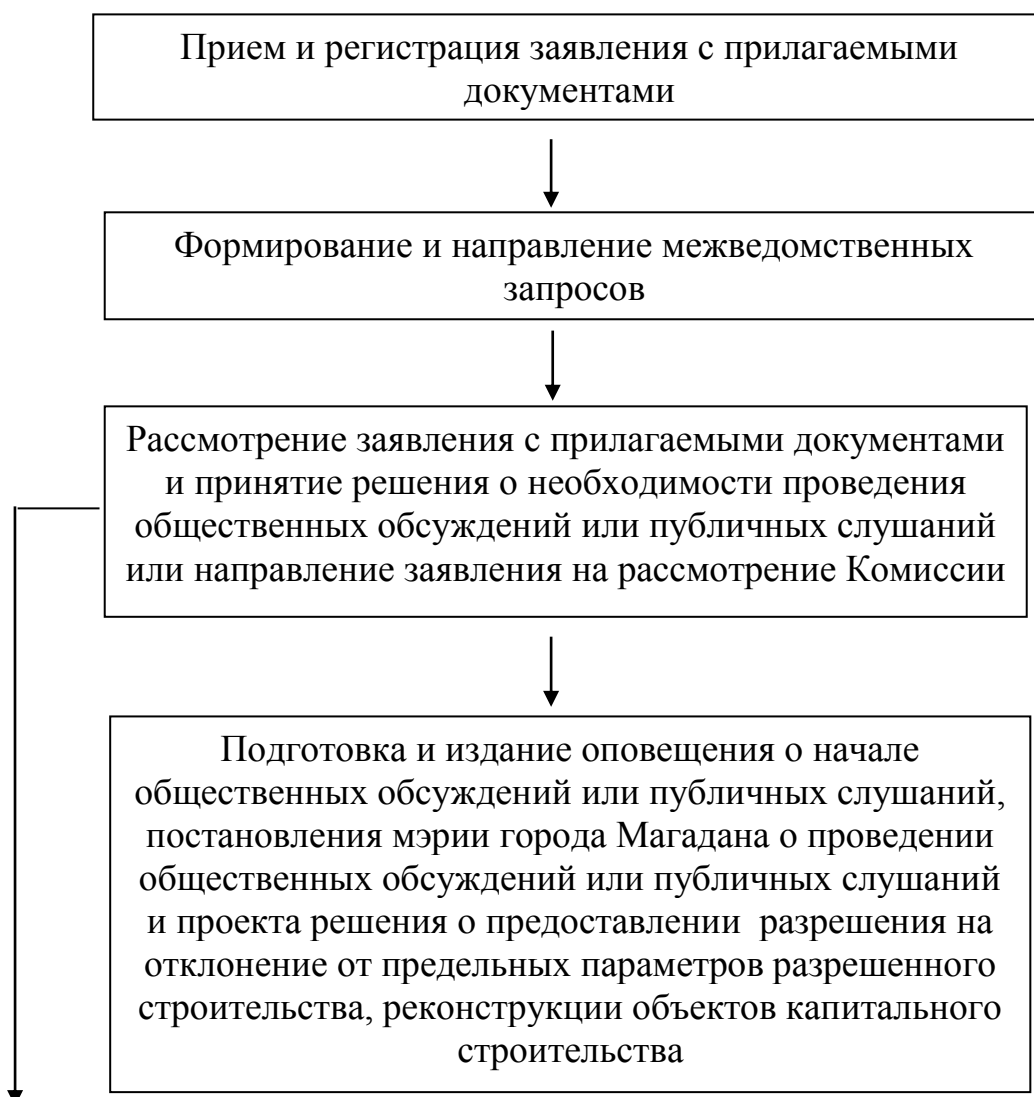 Прием и регистрация заявления с прилагаемыми
документами
Формирование и направление межведомственных
запросов
Рассмотрение заявления с прилагаемыми документами
и принятие решения о необходимости проведения
общественных обсуждений или публичных слушаний
или направление заявления на рассмотрение Комиссии
Подготовка и издание оповещения о начале
общественных обсуждений или публичных слушаний,
постановления мэрии города Магадана о проведении
общественных обсуждений или публичных слушаний
и проекта решения о предоставлении  разрешения на
отклонение от предельных параметров разрешенного
строительства, реконструкции объектов капитального
строительства